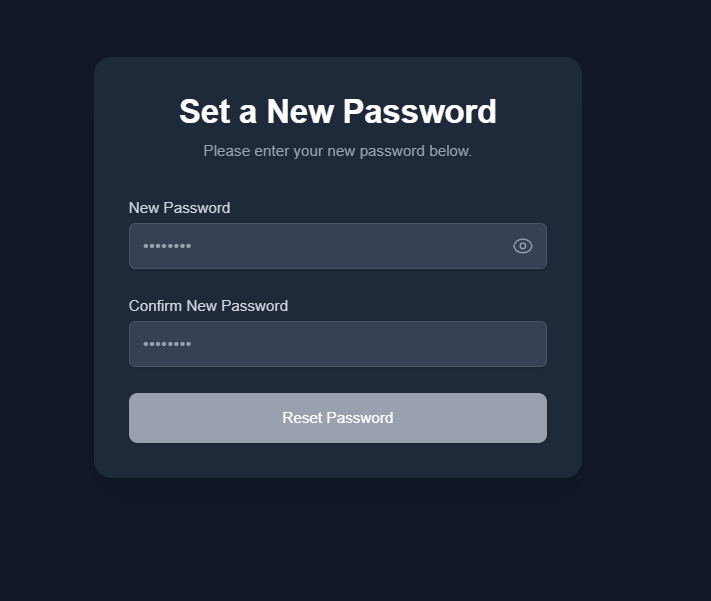 Set a New Password
Please enter your new password below.
New Password
••••••••
Confirm New Password
••••••••
Reset Password